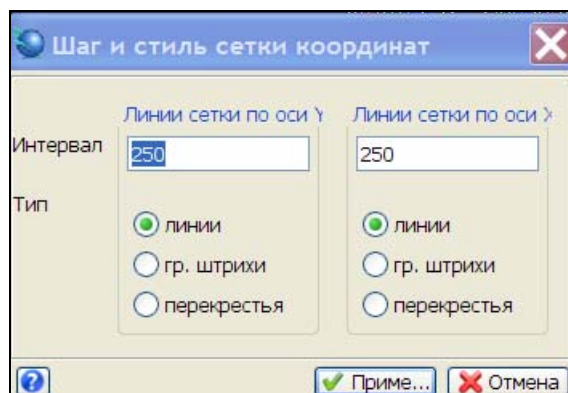 Шаг и стиль сетки координат
Линии сетки по оси Y Линии сетки по оси X
Интервал 250 250
Тип
линии линии
гр. штрихи гр. штрихи
перекрестья перекрестья
? Приме... Отмена